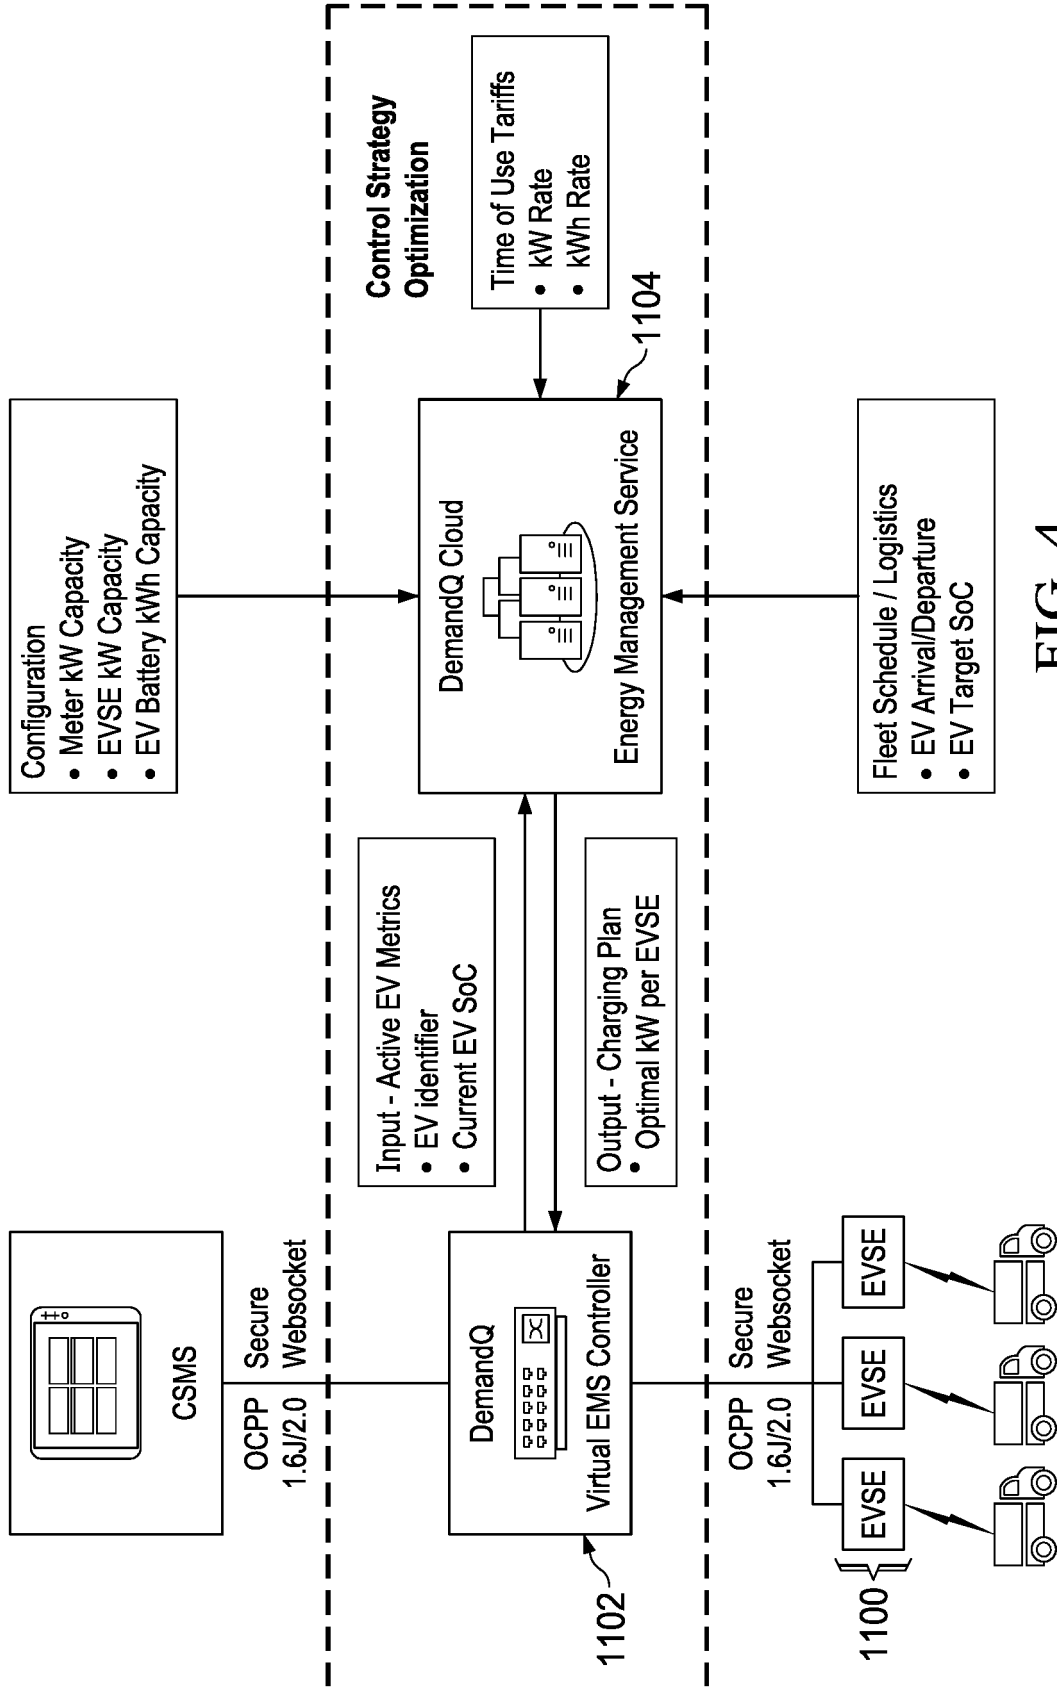 CSMS
OCPP
1.6J/2.0
Secure
Websocket
Configuration
• Meter kW Capacity
• EVSE kW Capacity
• EV Battery kWh Capacity
Control Strategy
Optimization
1102
DemandQ
Virtual EMS Controller
Input - Active EV Metrics
• EV identifier
• Current EV SoC
Output - Charging Plan
• Optimal kW per EVSE
DemandQ Cloud
Energy Management Service
1104
Time of Use Tariffs
• kW Rate
• kWh Rate
OCPP
1.6J/2.0
Secure
Websocket
1100
EVSE
EVSE
EVSE
Fleet Schedule / Logistics
• EV Arrival/Departure
• EV Target SoC
FIG. 4